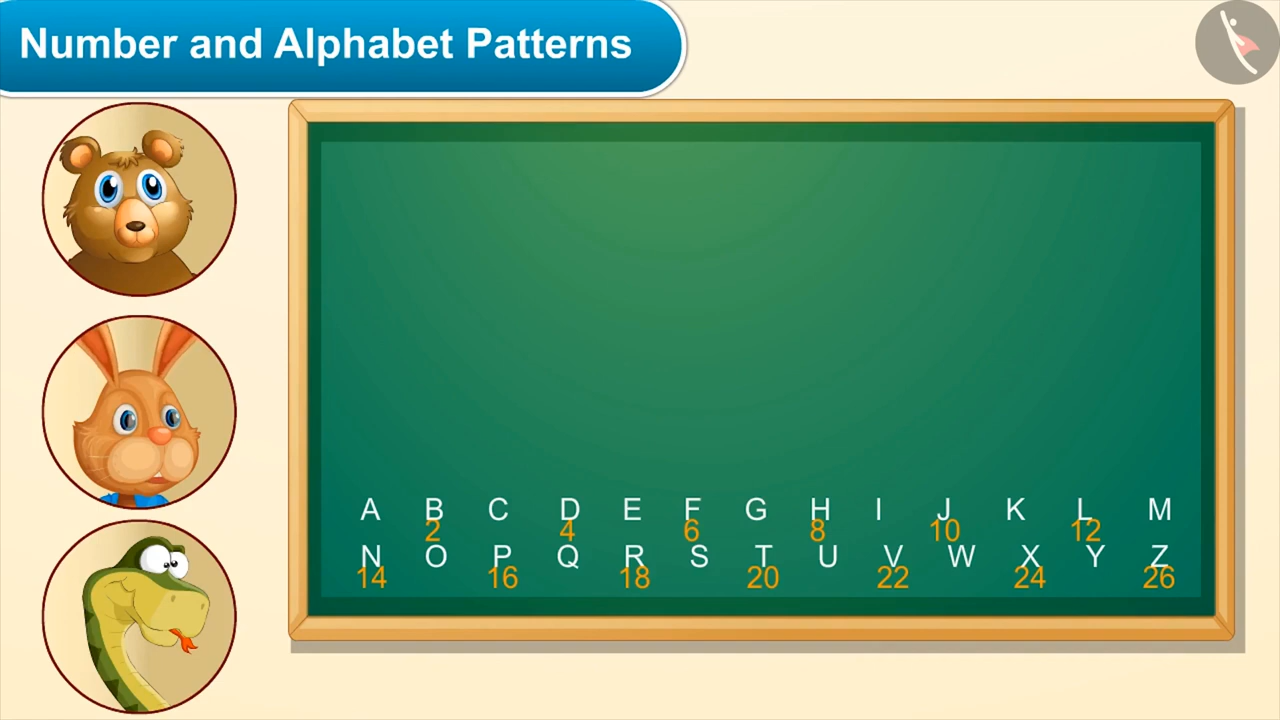 Number and Alphabet Patterns
A B C D E F G H I J K L M
2 4 6 8 10 12
N O P Q R S T U V W X Y Z
14 16 18 20 22 24 26